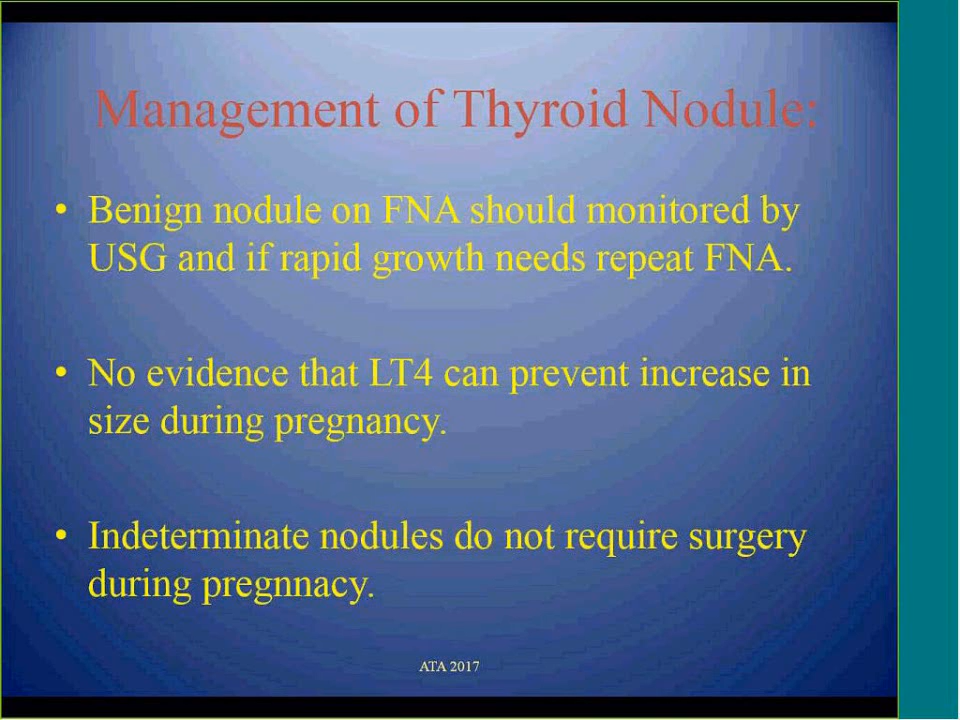 Management of Thyroid Nodule:
• Benign nodule on FNA should monitored by
USG and if rapid growth needs repeat FNA.
• No evidence that LT4 can prevent increase in
size during pregnancy.
• Indeterminate nodules do not require surgery
during pregnnacy.
ATA 2017